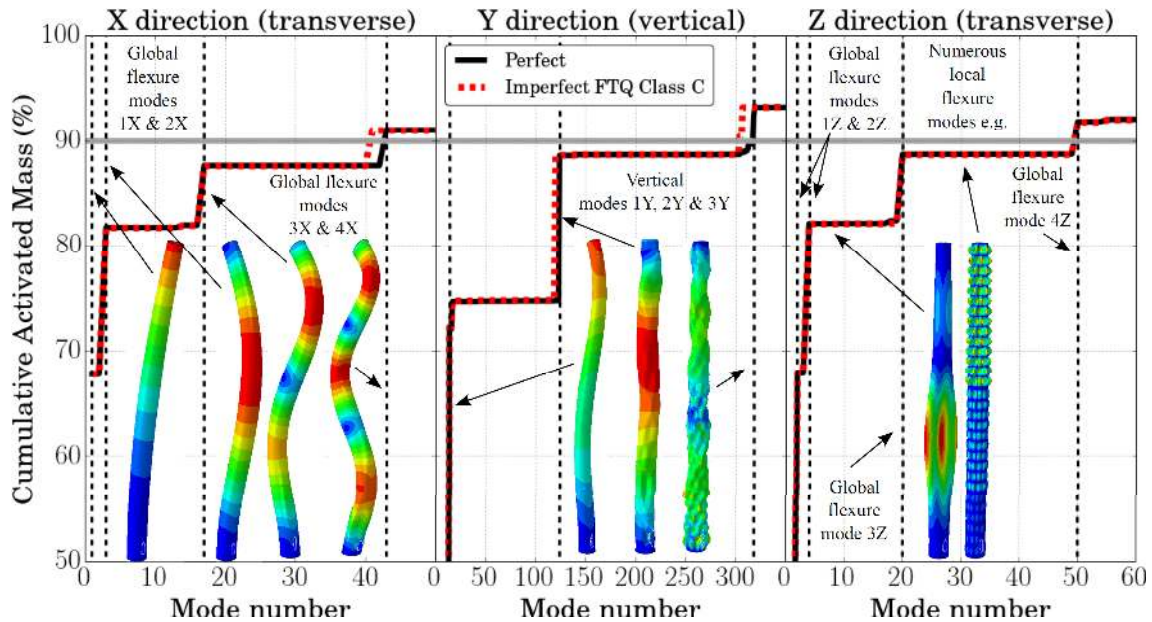 X direction (transverse)
Y direction (vertical)
Z direction (transverse)
Cumulative Activated Mass (%)
100
90
80
70
60
50
Global
flexure
modes
1X & 2X
Global flexure
modes
3X & 4X
0
10
20
30
40
Mode number
Perfect
Imperfect FTQ Class C
Vertical
modes 1Y, 2Y & 3Y
0
50
100
150
200
250
300
Mode number
Global
flexure
modes
1Z & 2Z
Numerous
local
flexure
modes e.g.
Global
flexure
mode 4Z
Global
flexure
mode 3Z
0
10
20
30
40
50
60
Mode number